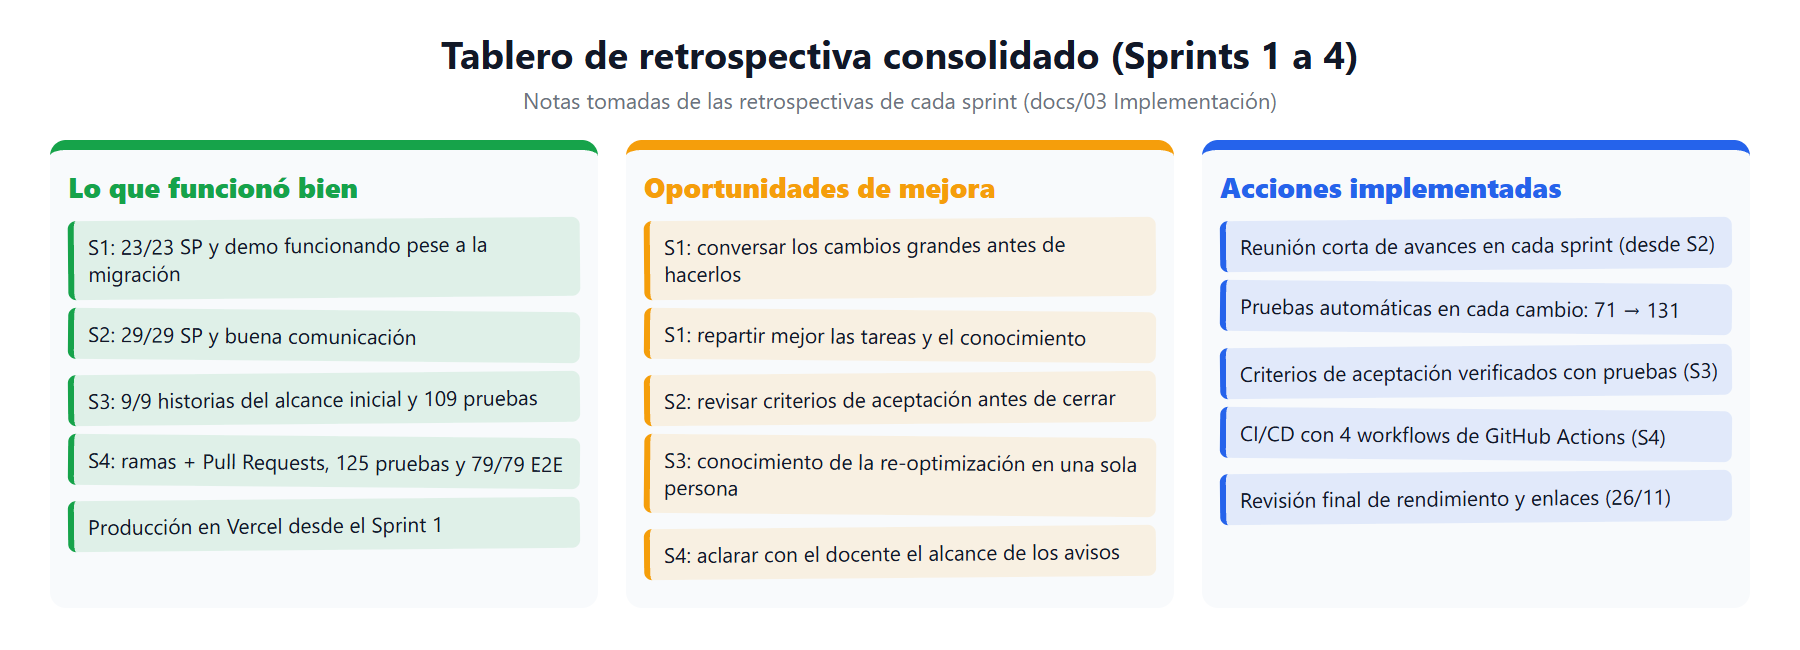 Tablero de retrospectiva consolidado (Sprints 1 a 4)
Notas tomadas de las retrospectivas de cada sprint (docs/03 Implementación)
Lo que funcionó bien
S1: 23/23 SP y demo funcionando pese a la
migración
S2: 29/29 SP y buena comunicación
S3: 9/9 historias del alcance inicial y 109 pruebas
S4: ramas + Pull Requests, 125 pruebas y 79/79 E2E
Producción en Vercel desde el Sprint 1
Oportunidades de mejora
S1: conversar los cambios grandes antes de
hacerlos
S1: repartir mejor las tareas y el conocimiento
S2: revisar criterios de aceptación antes de cerrar
S3: conocimiento de la re-optimización en una sola
persona
S4: aclarar con el docente el alcance de los avisos
Acciones implementadas
Reunión corta de avances en cada sprint (desde S2)
Pruebas automáticas en cada cambio: 71 → 131
Criterios de aceptación verificados con pruebas (S3)
CI/CD con 4 workflows de GitHub Actions (S4)
Revisión final de rendimiento y enlaces (26/11)